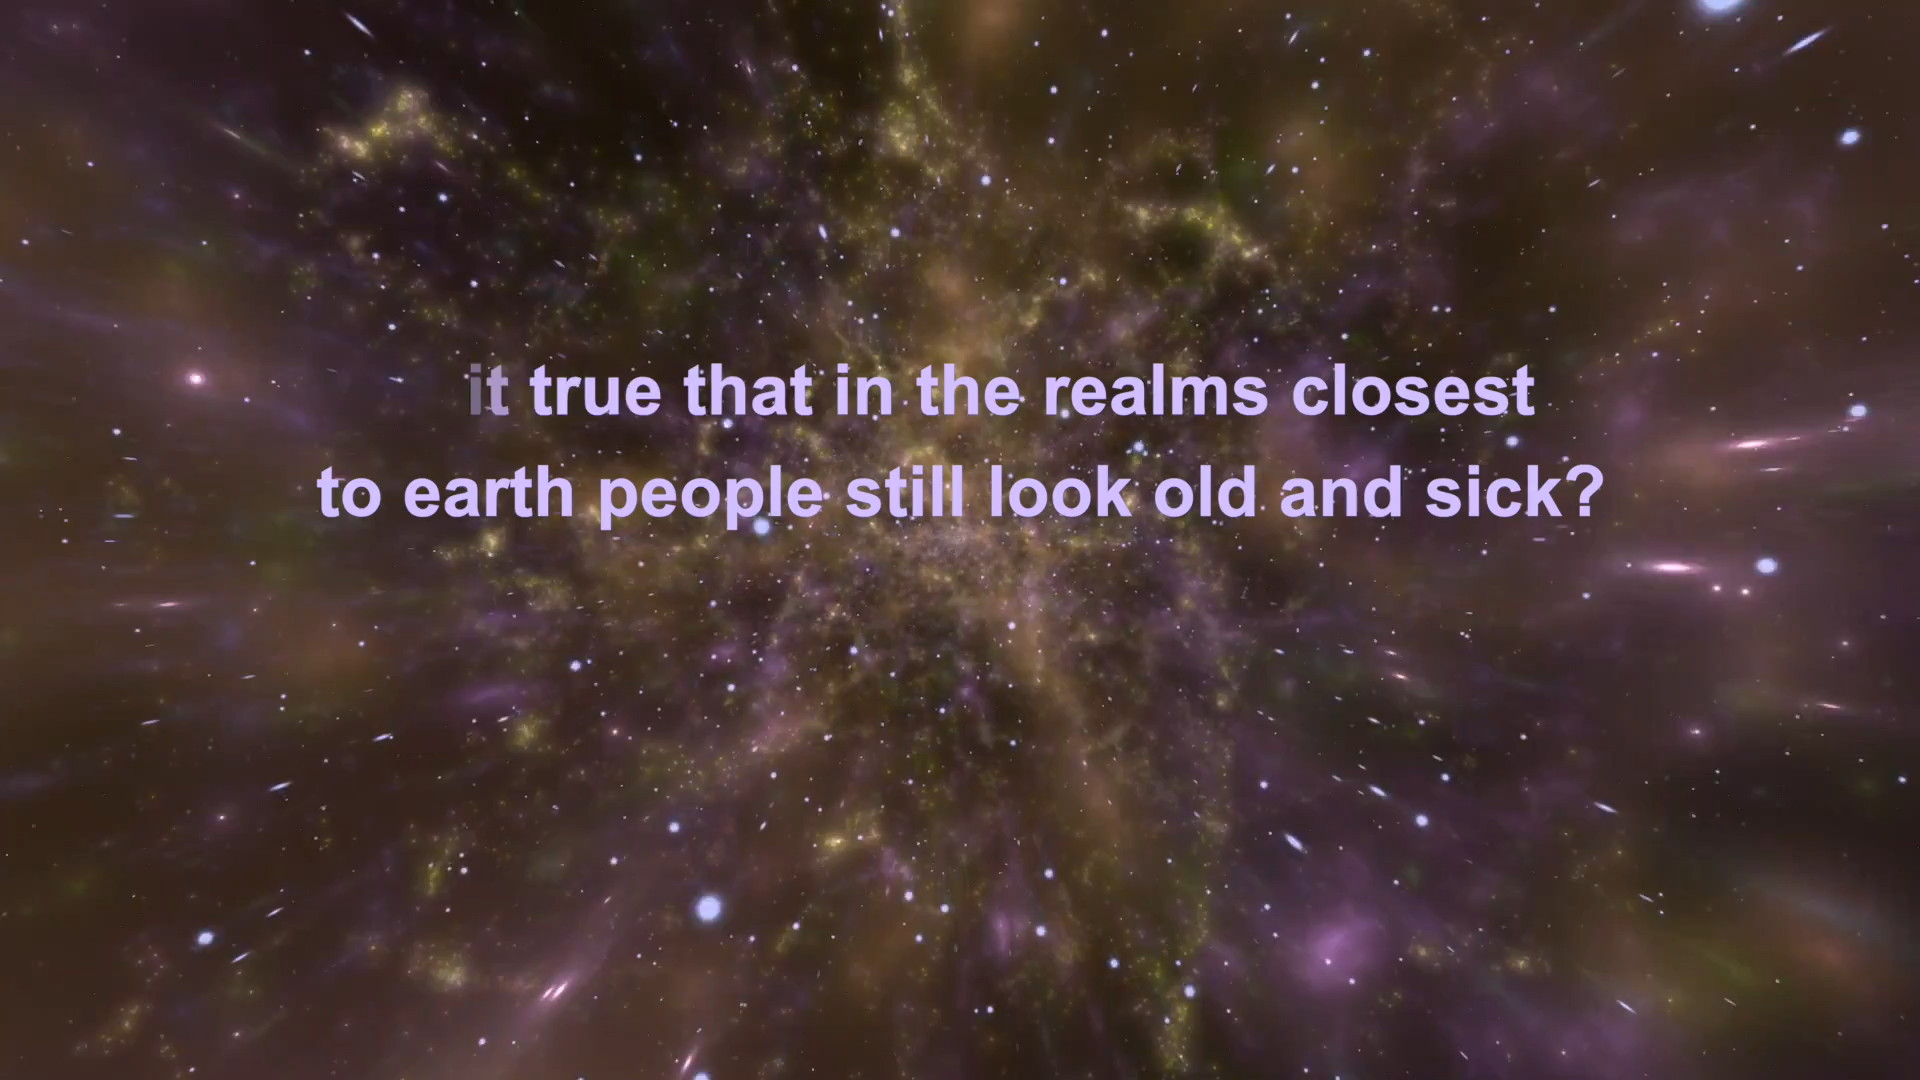 it true that in the realms closest
to earth people still look old and sick?